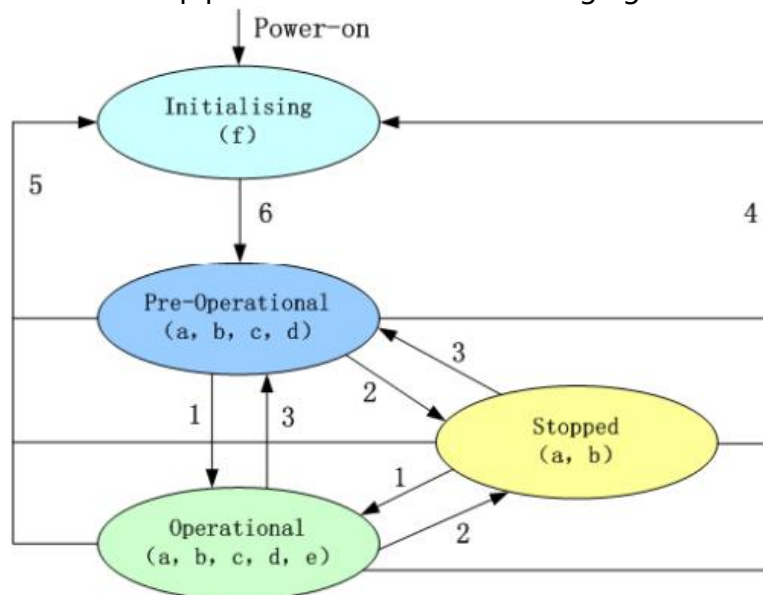 Power-on
Initialising
(f)
5
6
4
Pre-Operational
(a, b, c, d)
3
2
1
3
Stopped
(a, b)
1
2
Operational
(a, b, c, d, e)